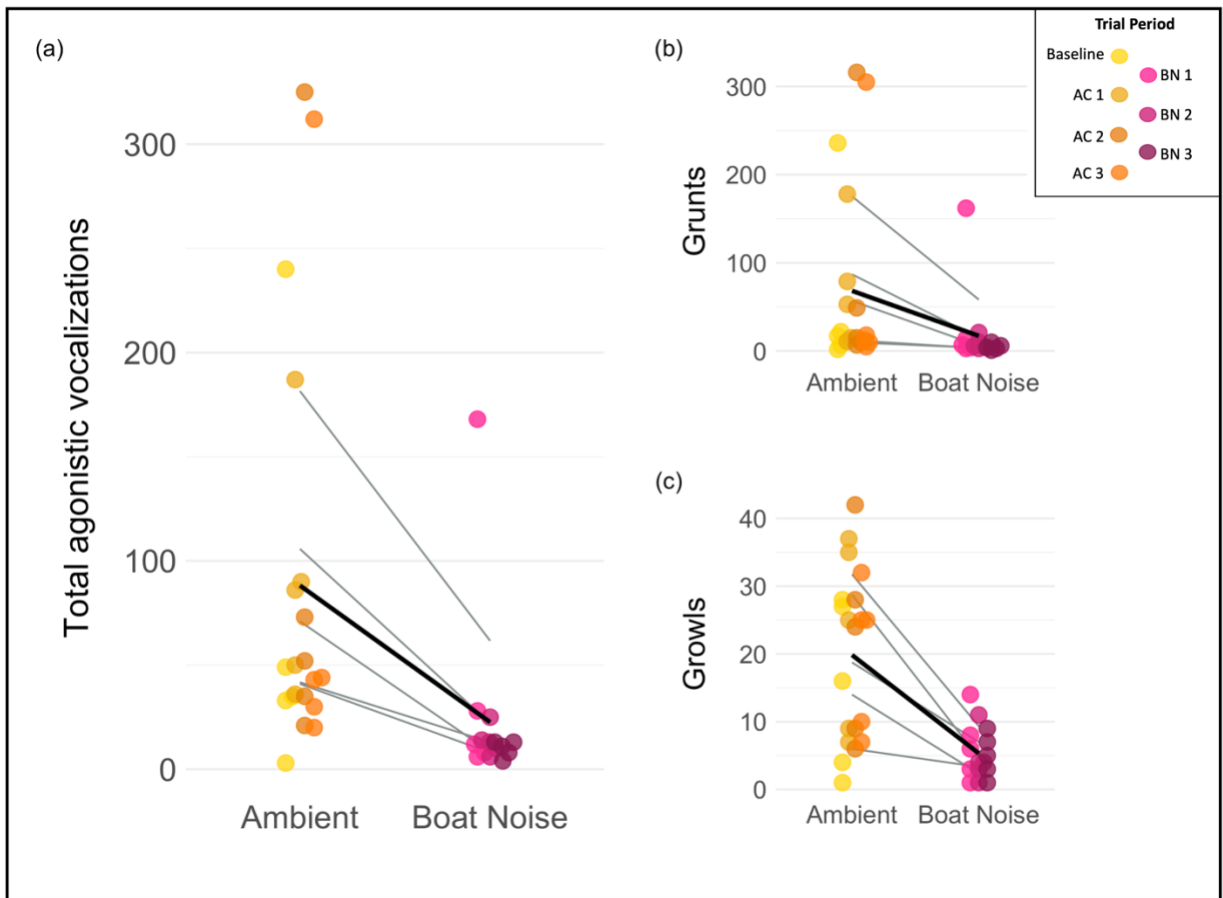 (a)
Total agonistic vocalizations
300
200
100
0
Ambient
Boat Noise
(b)
Grunts
300
200
100
0
Ambient
Boat Noise
(c)
Growls
40
30
20
10
0
Ambient
Boat Noise
Trial Period
Baseline
BN 1
AC 1
BN 2
AC 2
BN 3
AC 3